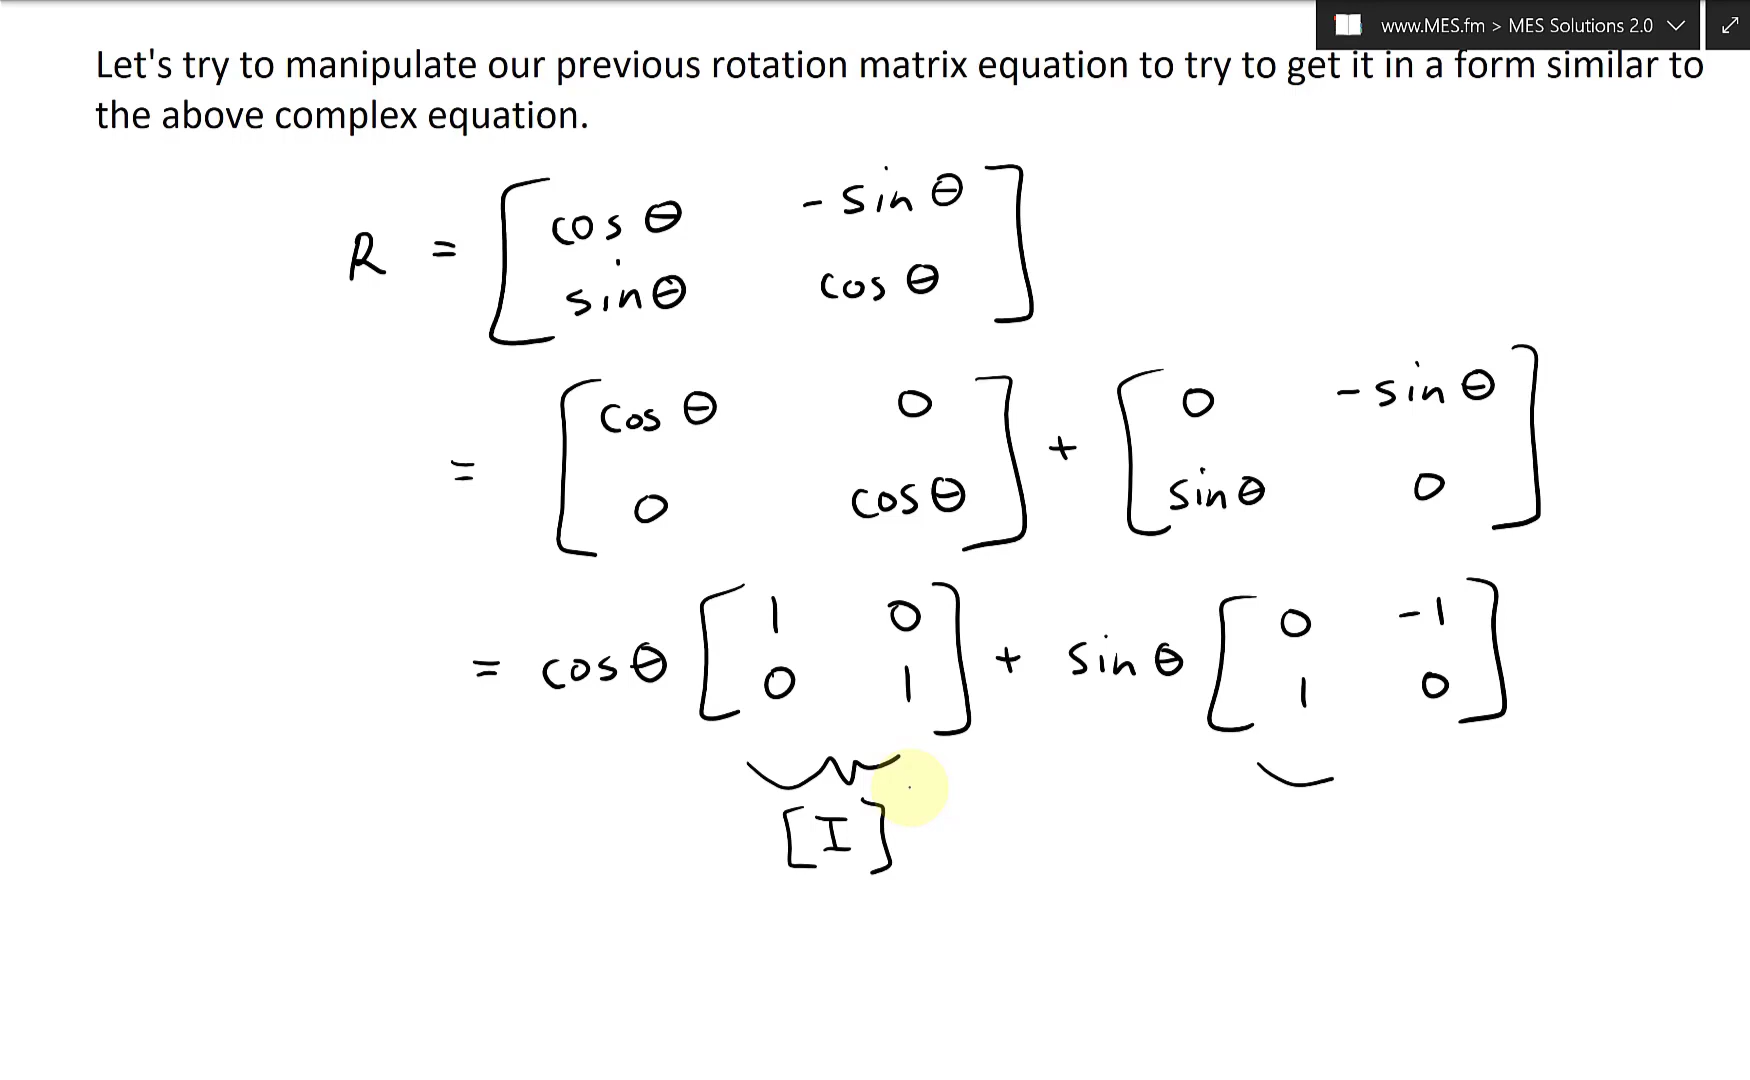 www.MES.fm > MES Solutions 2.0
Let's try to manipulate our previous rotation matrix equation to try to get it in a form similar to
the above complex equation.
R = [ cos θ - sin θ
sin θ cos θ ]
= [ cos θ 0
0 cos θ ] + [ 0 - sin θ
sin θ 0 ]
= cos θ [ 1 0
0 1 ] + sin θ [ 0 -1
1 0 ]
[I]